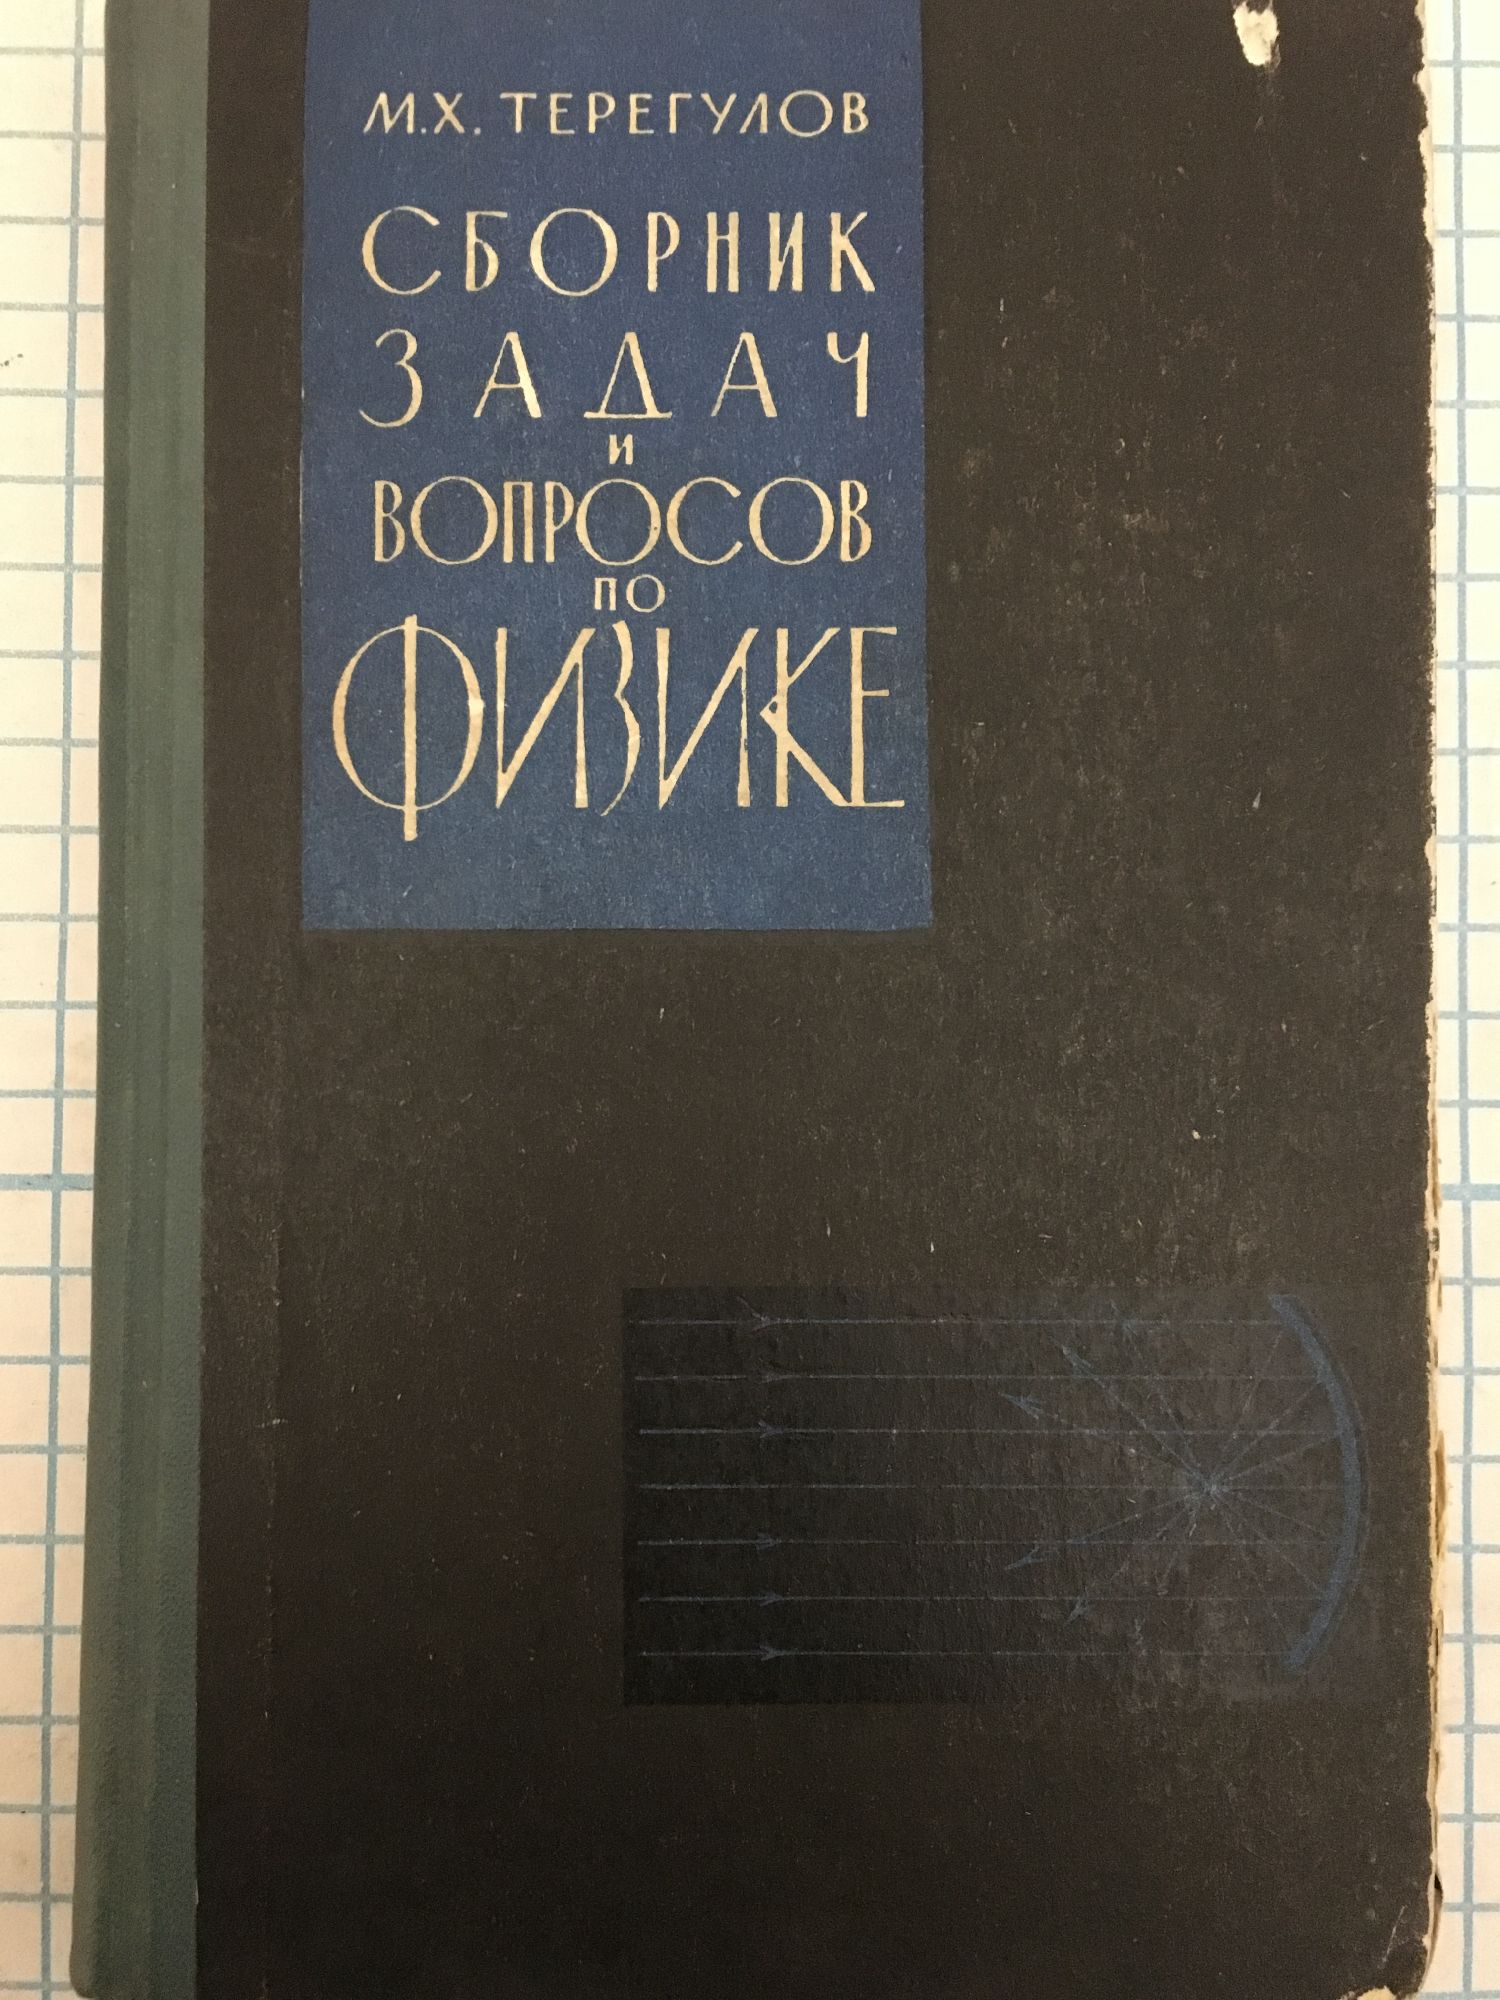 М.Х. ТЕРЕГУЛОВ
СБОРНИК
ЗАДАЧ
И
ВОПРОСОВ
ПО
ФИЗИКЕ